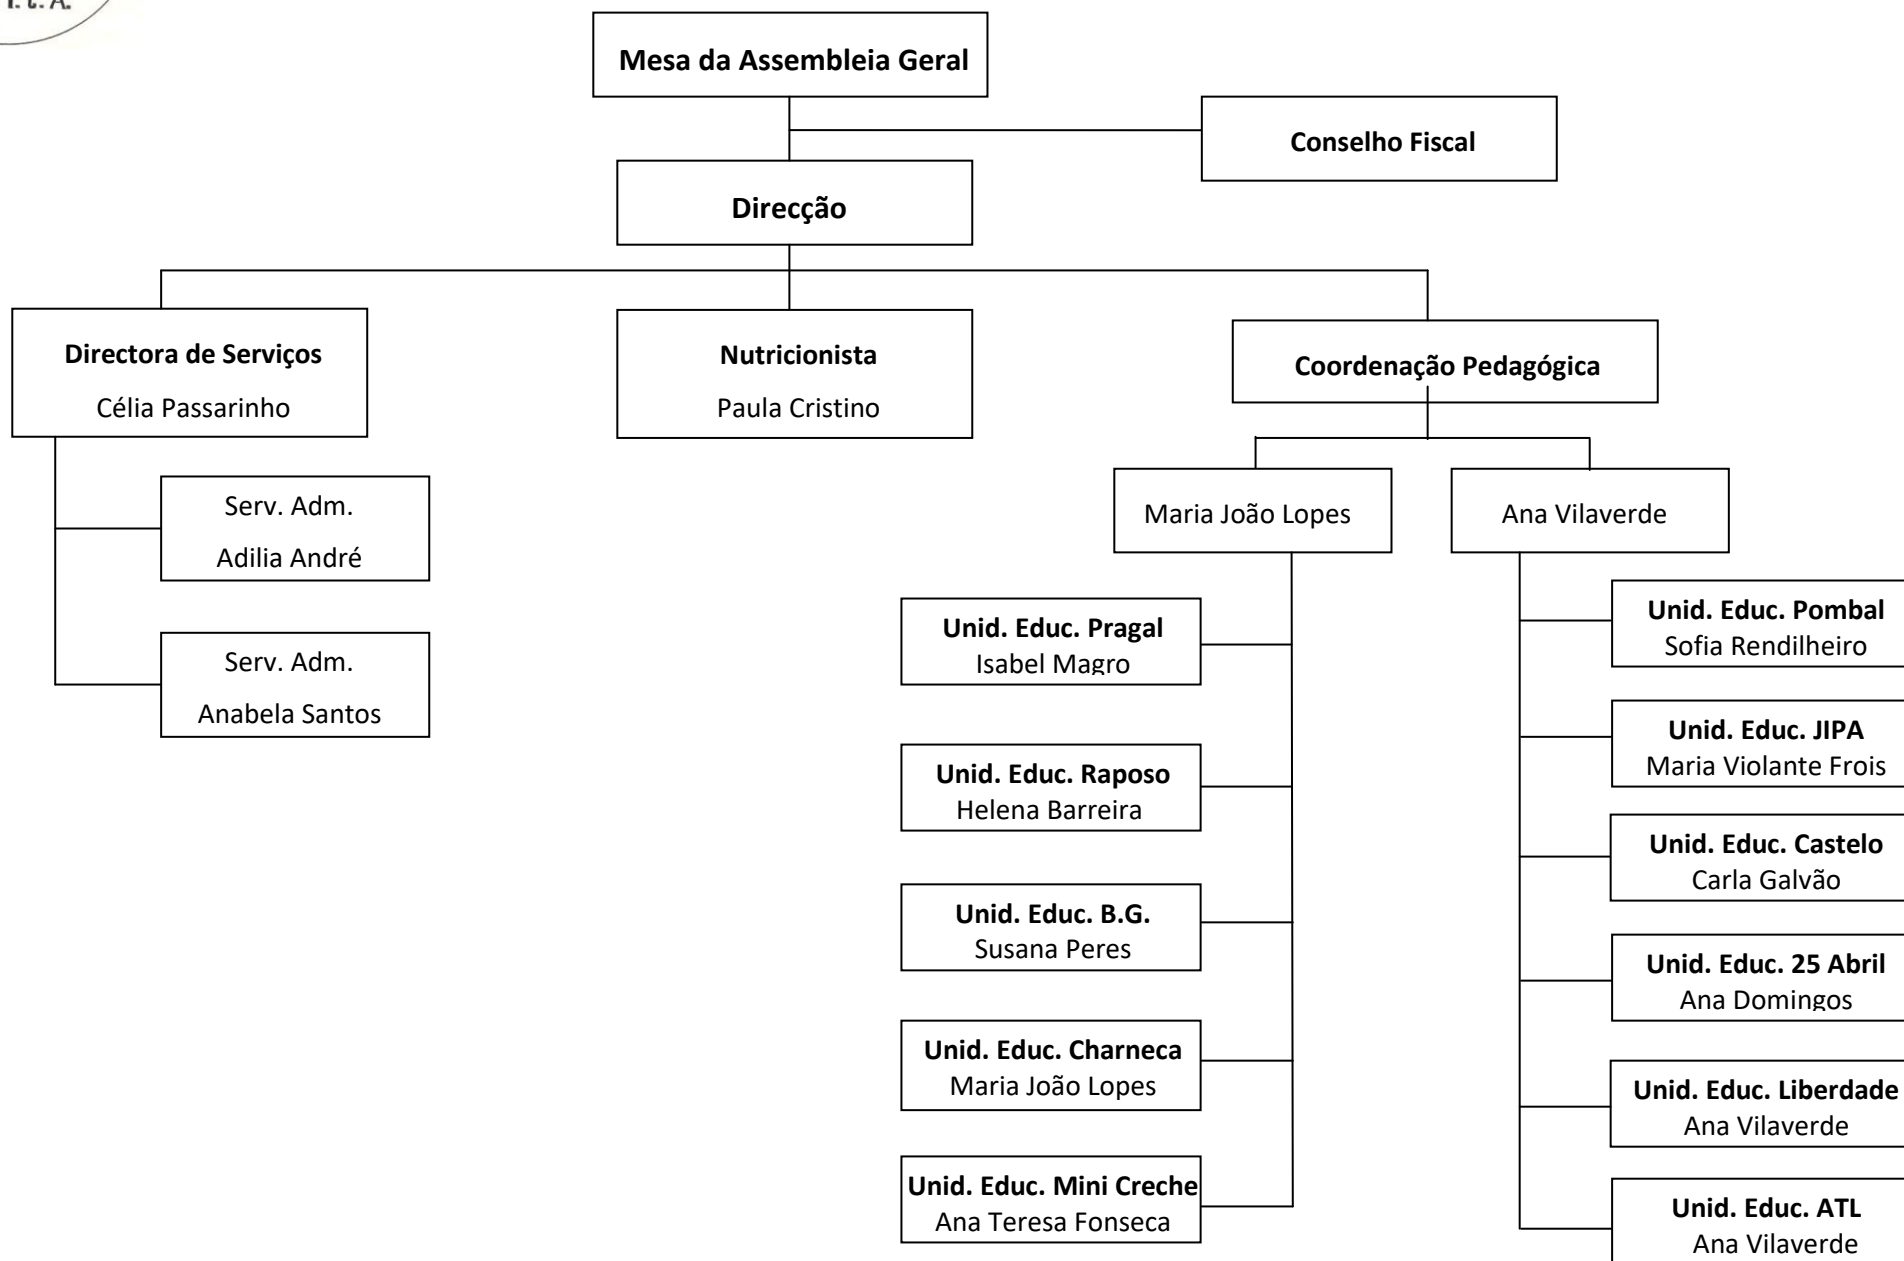 Mesa da Assembleia Geral
Conselho Fiscal
Direcção
Directora de Serviços
Célia Passarinho
Nutricionista
Paula Cristino
Coordenação Pedagógica
Serv. Adm.
Adilia André
Serv. Adm.
Anabela Santos
Maria João Lopes
Ana Vilaverde
Unid. Educ. Pragal
Isabel Magro
Unid. Educ. Raposo
Helena Barreira
Unid. Educ. B.G.
Susana Peres
Unid. Educ. Charneca
Maria João Lopes
Unid. Educ. Mini Creche
Ana Teresa Fonseca
Unid. Educ. Pombal
Sofia Rendilheiro
Unid. Educ. JIPA
Maria Violante Frois
Unid. Educ. Castelo
Carla Galvão
Unid. Educ. 25 Abril
Ana Domingos
Unid. Educ. Liberdade
Ana Vilaverde
Unid. Educ. ATL
Ana Vilaverde